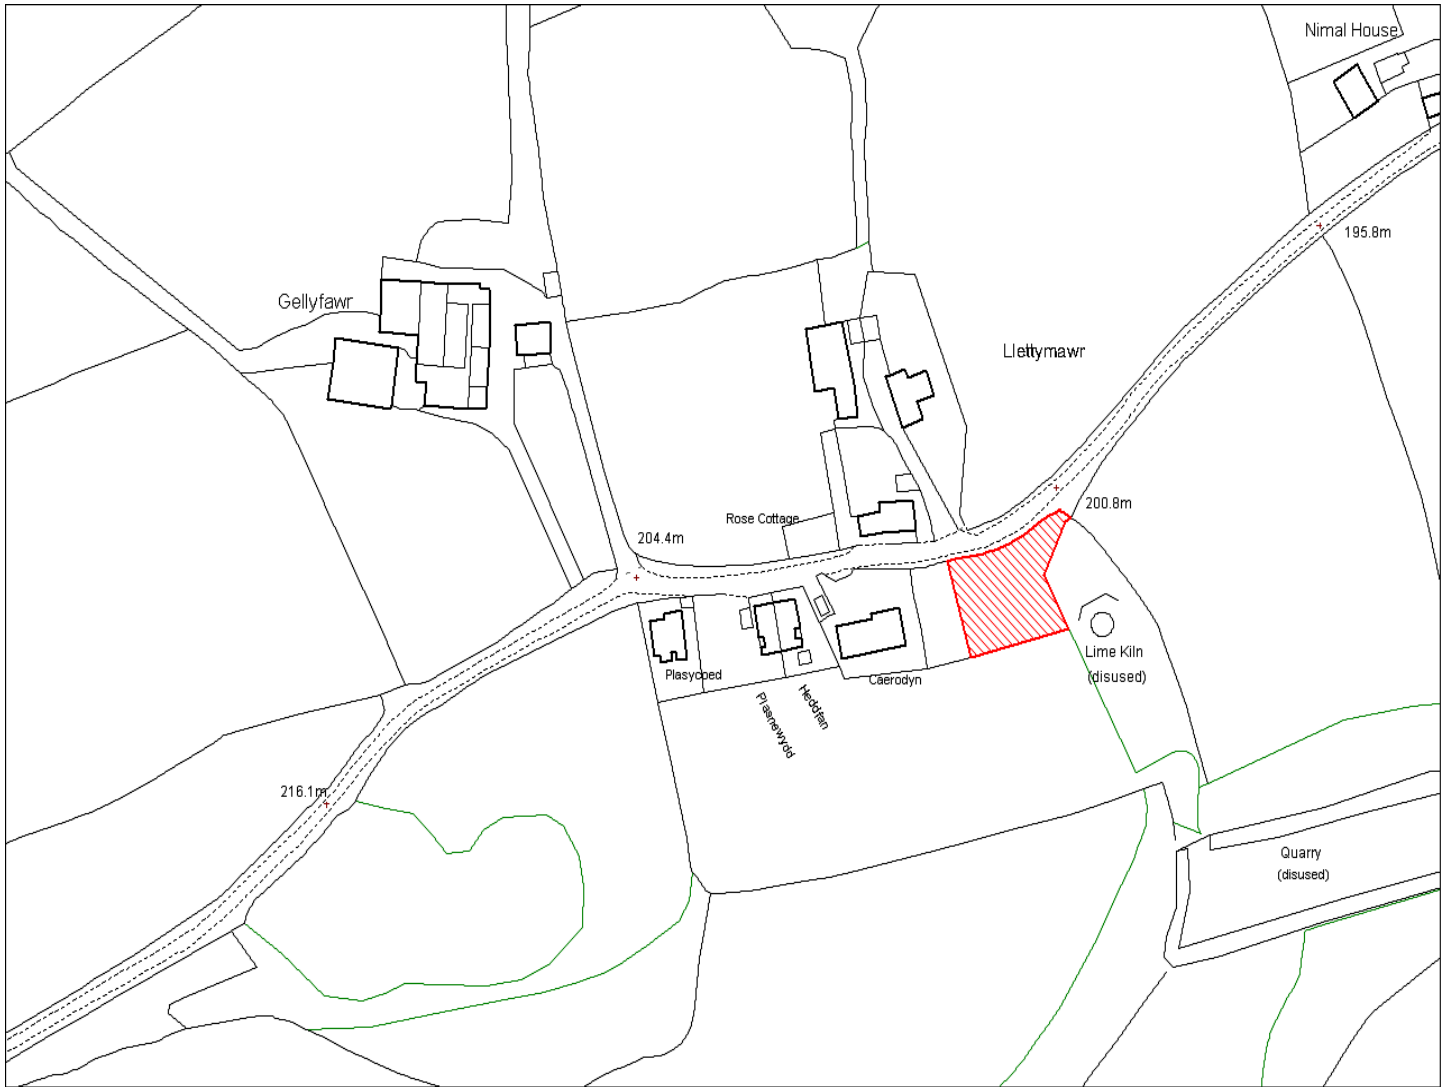 Nimal House
195.8m
Gellyfawr
Llettymawr
200.8m
Rose Cottage
204.4m
Lime Kiln
(disused)
Plasycoed
Caerodyn
Heddfan
Plasnewydd
216.1m
Quarry
(disused)